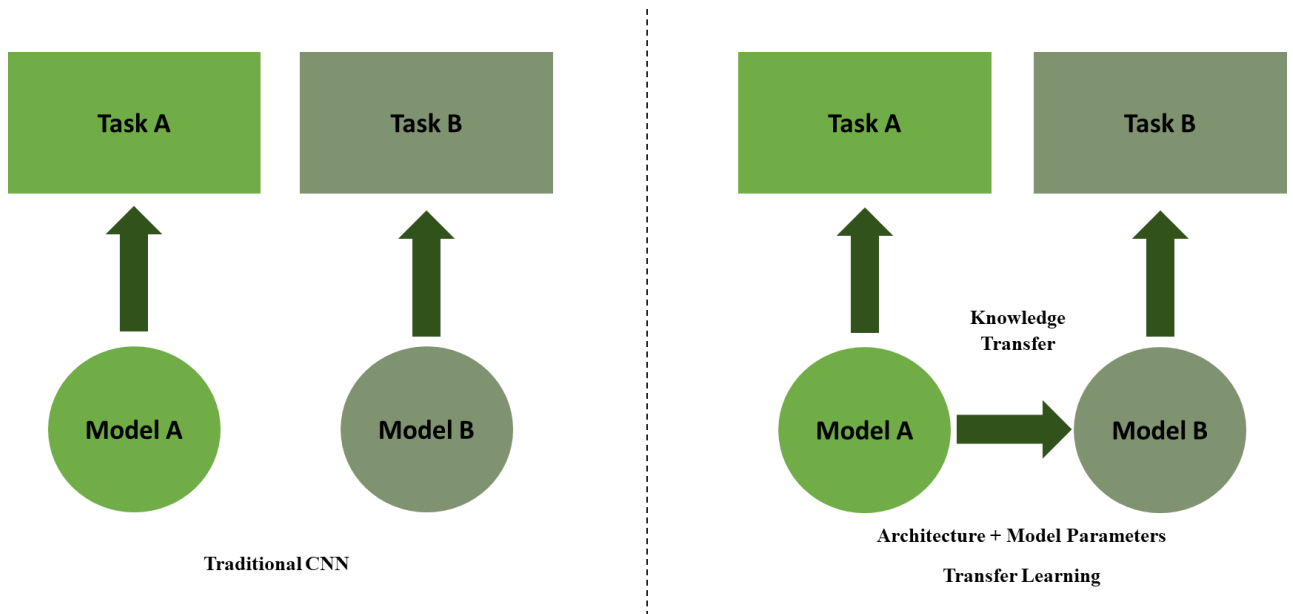 Task A
Task B
Model A
Model B
Traditional CNN
Task A
Task B
Knowledge
Transfer
Model A
Model B
Architecture + Model Parameters
Transfer Learning